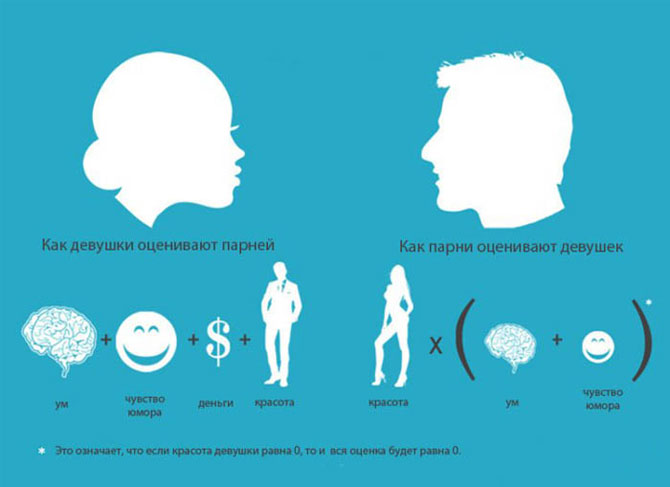 Как девушки оценивают парней
Как парни оценивают девушек
+ + $ + x ( + ) *
ум
чувство
юмора
деньги
красота
красота
ум
чувство
юмора
* Это означает, что если красота девушки равна 0, то и вся оценка будет равна 0.